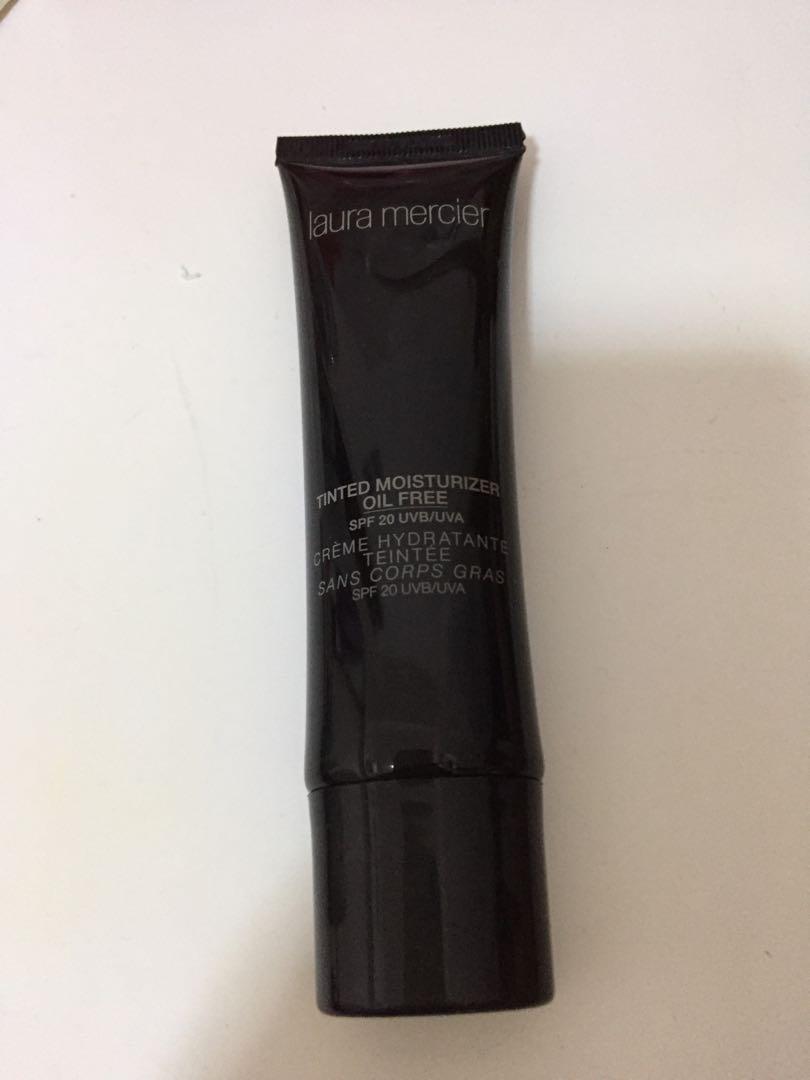 laura mercier
TINTED MOISTURIZER
OIL FREE
SPF 20 UVB/UVA
CRÈME HYDRATANTE
TEINTÉE
SANS CORPS GRAS
SPF 20 UVB/UVA